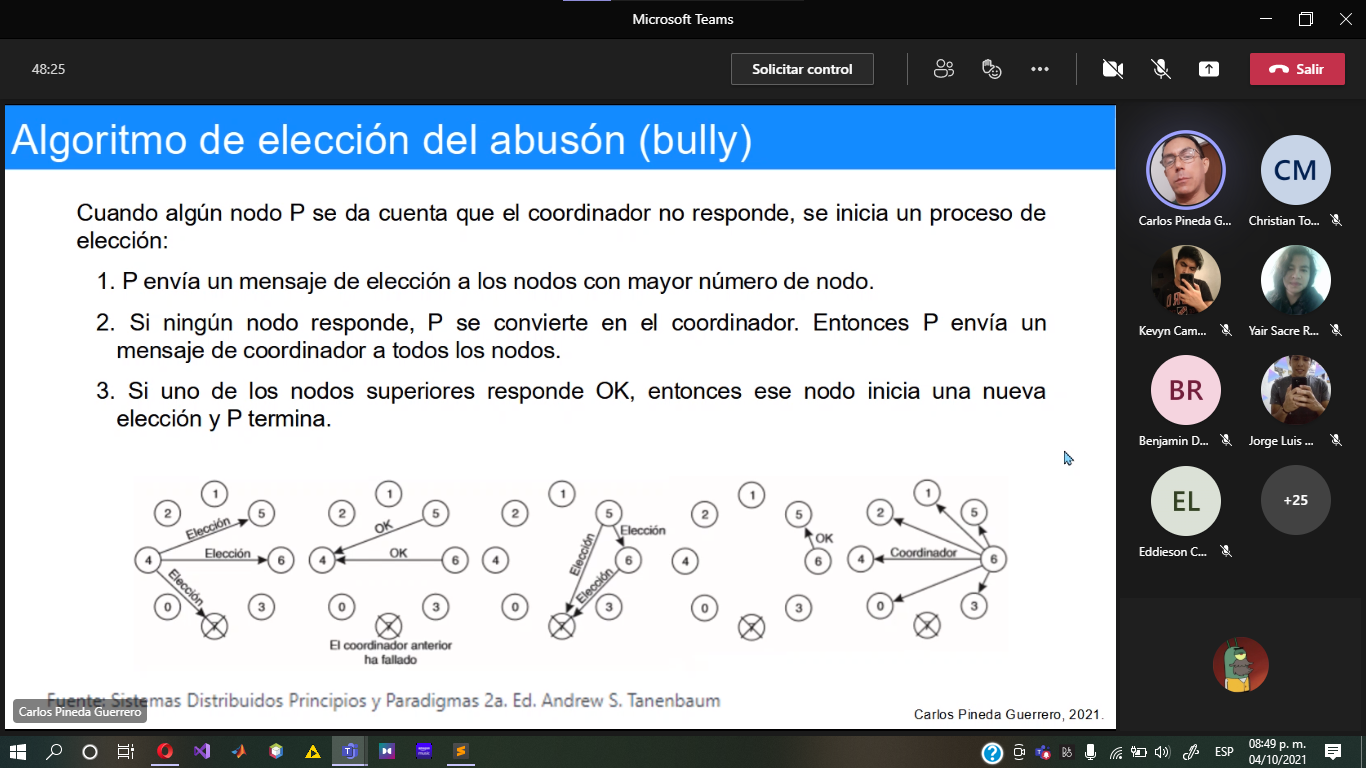 Microsoft Teams
48:25
Solicitar control
Salir
Algoritmo de elección del abusón (bully)
Cuando algún nodo P se da cuenta que el coordinador no responde, se inicia un proceso de
elección:
1. P envía un mensaje de elección a los nodos con mayor número de nodo.
2. Si ningún nodo responde, P se convierte en el coordinador. Entonces P envía un
mensaje de coordinador a todos los nodos.
3. Si uno de los nodos superiores responde OK, entonces ese nodo inicia una nueva
elección y P termina.
1
2
5
Elección
4
Elección
6
Elección
0
3
1
2
5
OK
4
OK
6
0
3
El coordinador anterior
ha fallado
1
2
5
Elección
4
Elección
6
Elección
0
3
1
2
5
OK
4
6
0
3
1
2
5
4
Coordinador
6
0
3
Fuente: Sistemas Distribuidos Principios y Paradigmas 2a. Ed. Andrew S. Tanenbaum
Carlos Pineda Guerrero
Carlos Pineda Guerrero, 2021.
CM
Carlos Pineda G...
Christian To...
Kevyn Cam...
Yair Sacre R...
BR
Benjamin D...
Jorge Luis ...
EL
+25
Eddieson C...
ESP
08:49 p. m.
04/10/2021